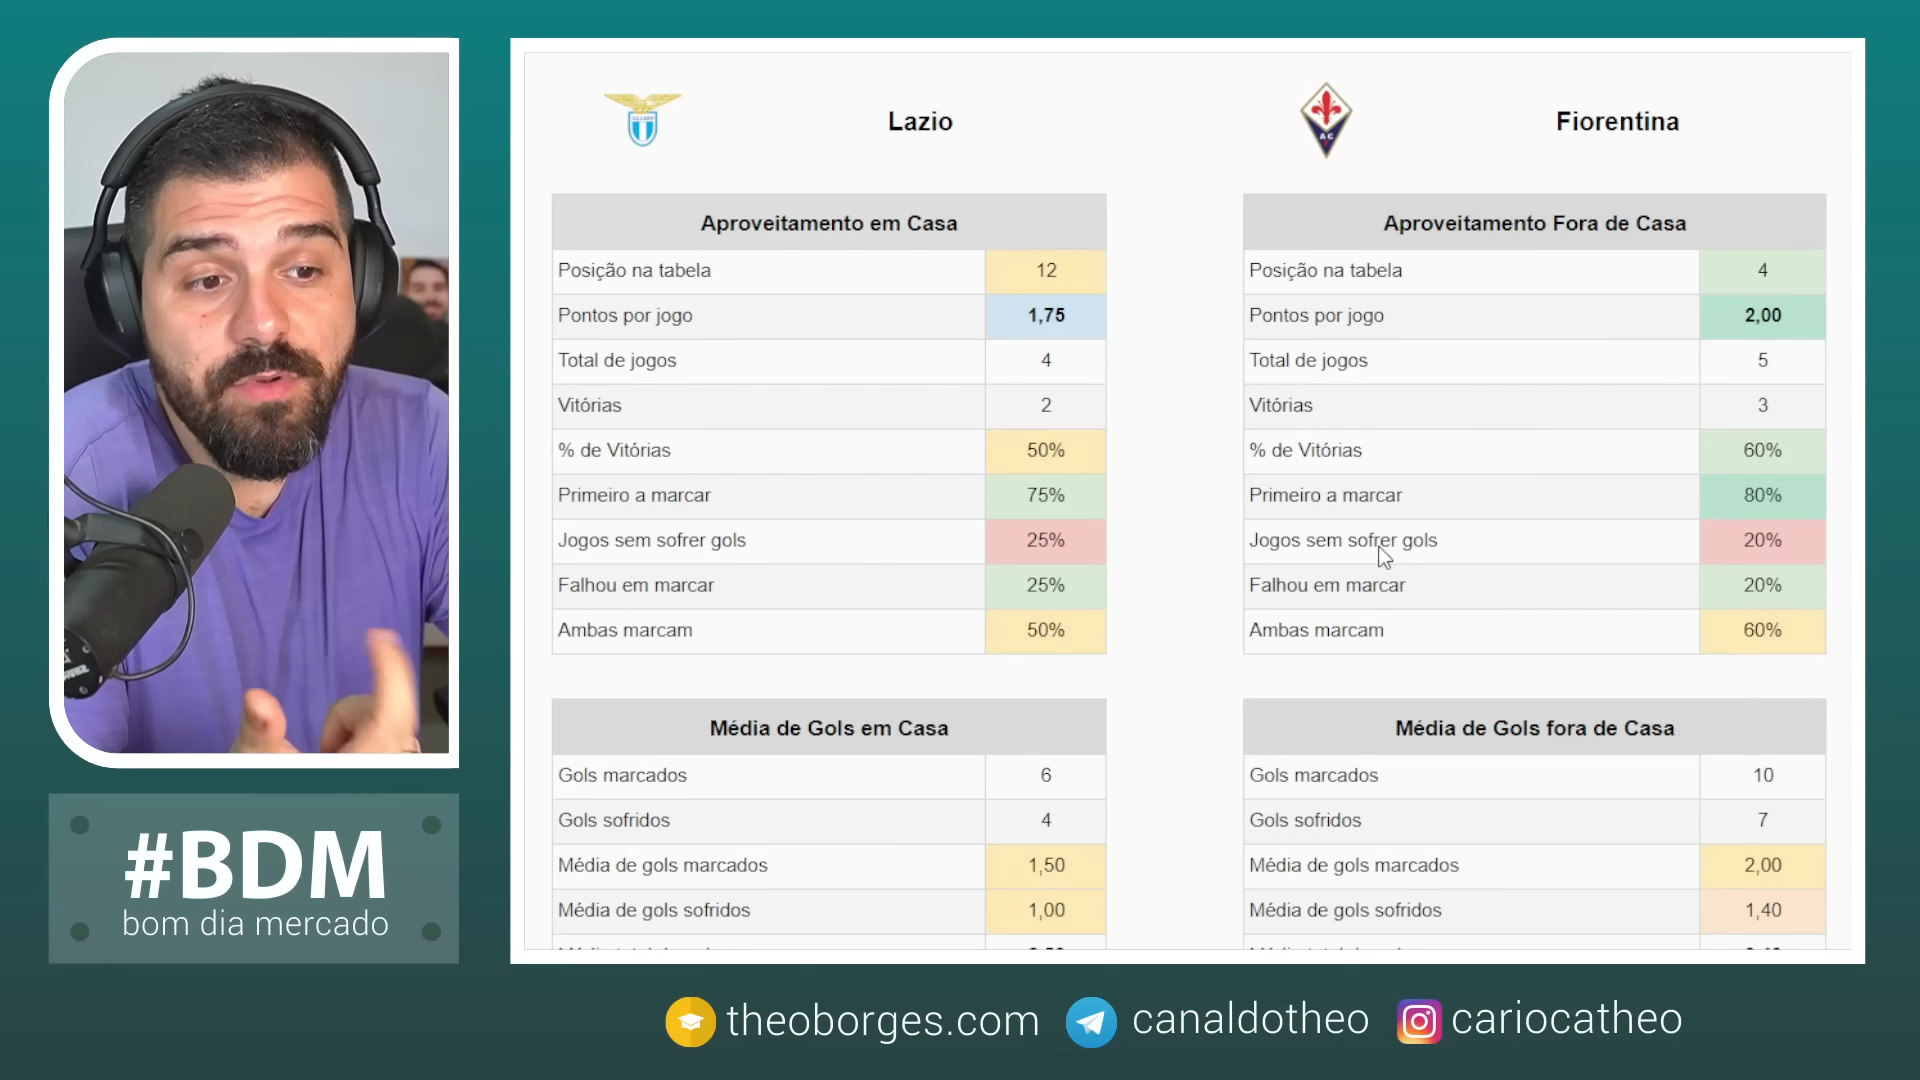 Lazio
Fiorentina
Aproveitamento em Casa
Posição na tabela 12
Pontos por jogo 1,75
Total de jogos 4
Vitórias 2
% de Vitórias 50%
Primeiro a marcar 75%
Jogos sem sofrer gols 25%
Falhou em marcar 25%
Ambas marcam 50%
Aproveitamento Fora de Casa
Posição na tabela 4
Pontos por jogo 2,00
Total de jogos 5
Vitórias 3
% de Vitórias 60%
Primeiro a marcar 80%
Jogos sem sofrer gols 20%
Falhou em marcar 20%
Ambas marcam 60%
Média de Gols em Casa
Gols marcados 6
Gols sofridos 4
Média de gols marcados 1,50
Média de gols sofridos 1,00
Média de Gols fora de Casa
Gols marcados 10
Gols sofridos 7
Média de gols marcados 2,00
Média de gols sofridos 1,40
#BDM
bom dia mercado
theoborges.com
canaldotheo
cariocatheo